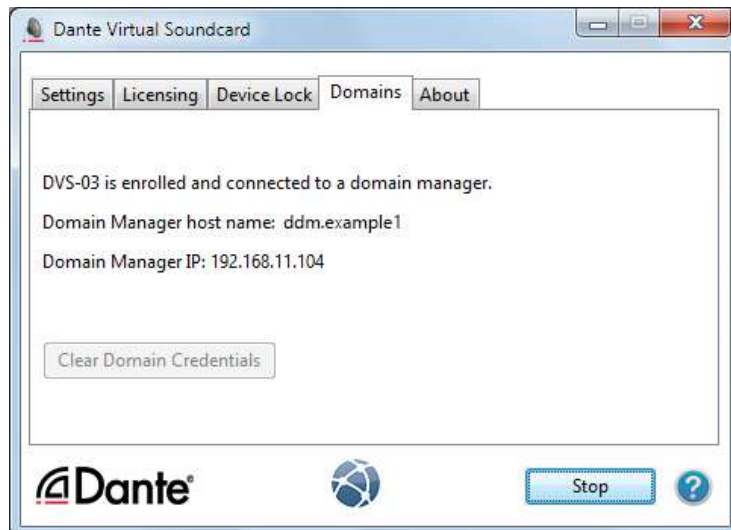 Dante Virtual Soundcard
Settings Licensing Device Lock Domains About
DVS-03 is enrolled and connected to a domain manager.
Domain Manager host name: ddm.example1
Domain Manager IP: 192.168.11.104
Clear Domain Credentials
Dante®
Stop
?